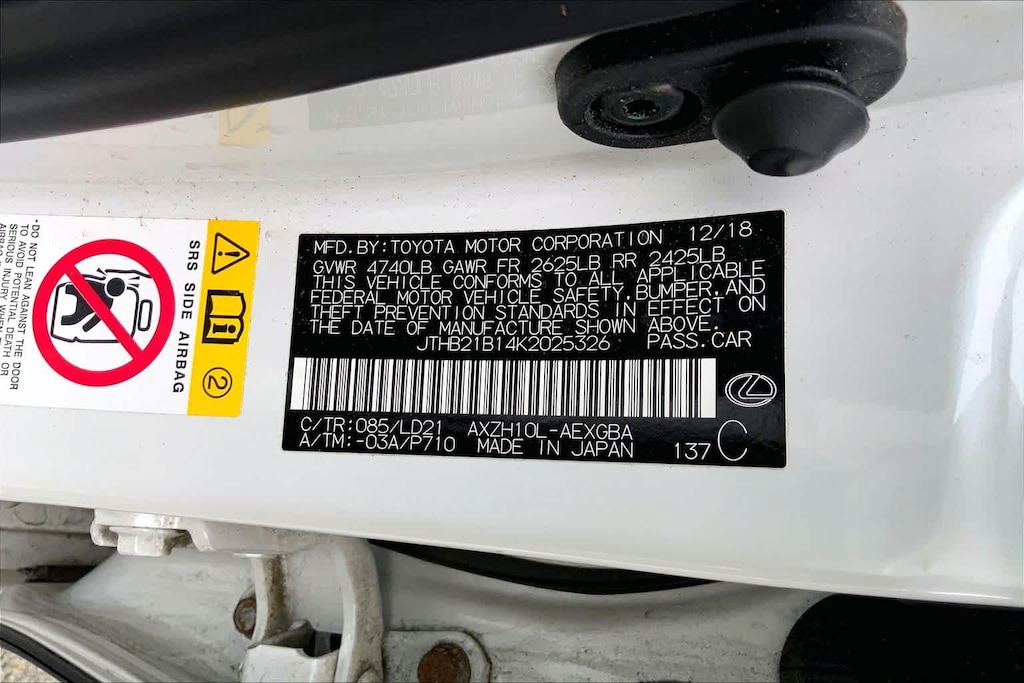 MFD. BY: TOYOTA MOTOR CORPORATION 12/18
GVWR 4740LB GAWR FR 2625LB RR 2425LB
THIS VEHICLE CONFORMS TO ALL APPLICABLE
FEDERAL MOTOR VEHICLE SAFETY, BUMPER, AND
THEFT PREVENTION STANDARDS IN EFFECT ON
THE DATE OF MANUFACTURE SHOWN ABOVE.
JTHB21B14K2025326 PASS. CAR
C/TR: 085/LD21 AXZH10L-AEXGBA
A/TM: -03A/P710 MADE IN JAPAN 137 C
2
SRS SIDE AIRBAG
·DO NOT LEAN AGAINST THE DOOR
TO AVOID POTENTIAL DEATH OR
SERIOUS INJURY WHEN